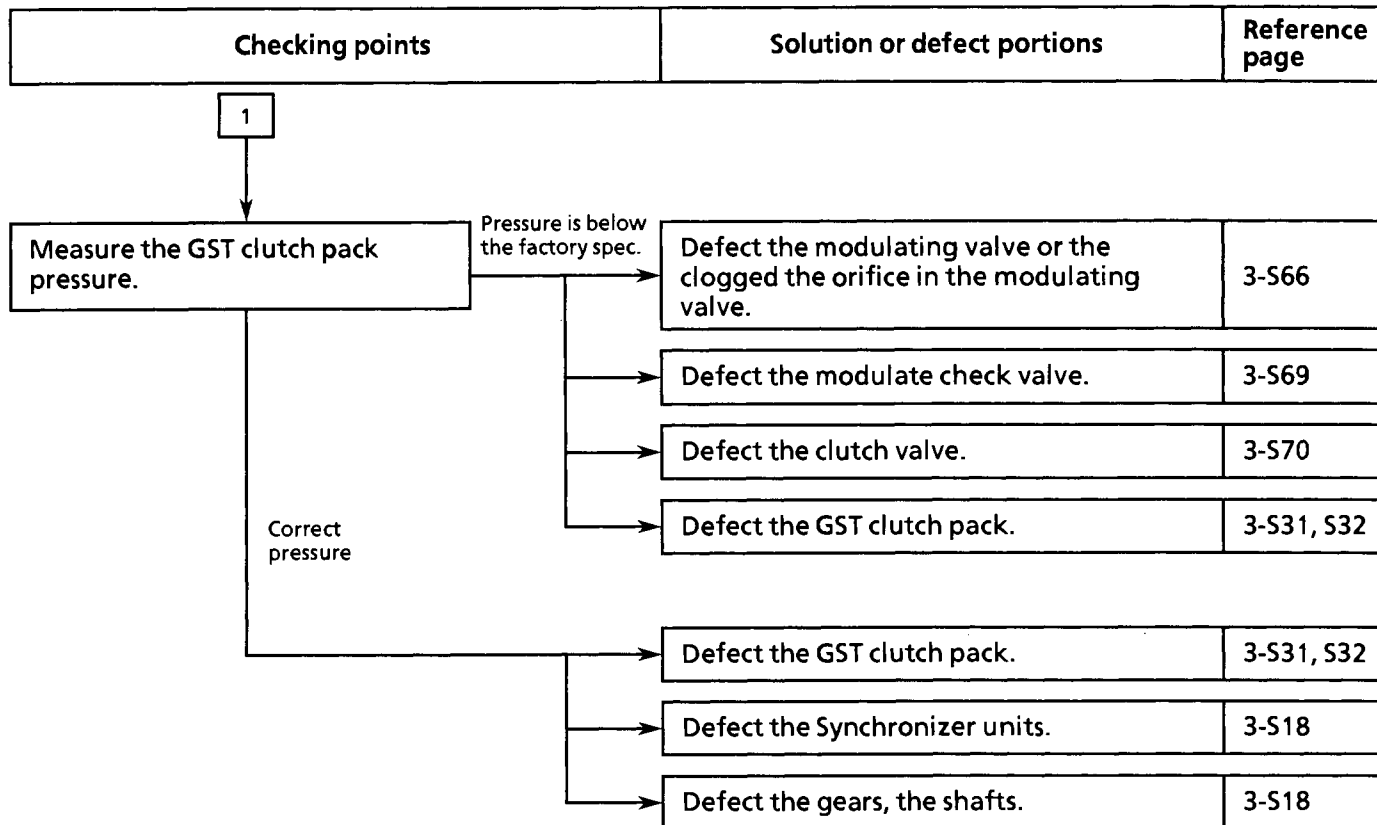 Checking points
Solution or defect portions
Reference
page
1
Measure the GST clutch pack
pressure.
Pressure is below
the factory spec.
Defect the modulating valve or the
clogged the orifice in the modulating
valve.
3-S66
Defect the modulate check valve.
3-S69
Defect the clutch valve.
3-S70
Defect the GST clutch pack.
3-S31, S32
Correct
pressure
Defect the GST clutch pack.
3-S31, S32
Defect the Synchronizer units.
3-S18
Defect the gears, the shafts.
3-S18